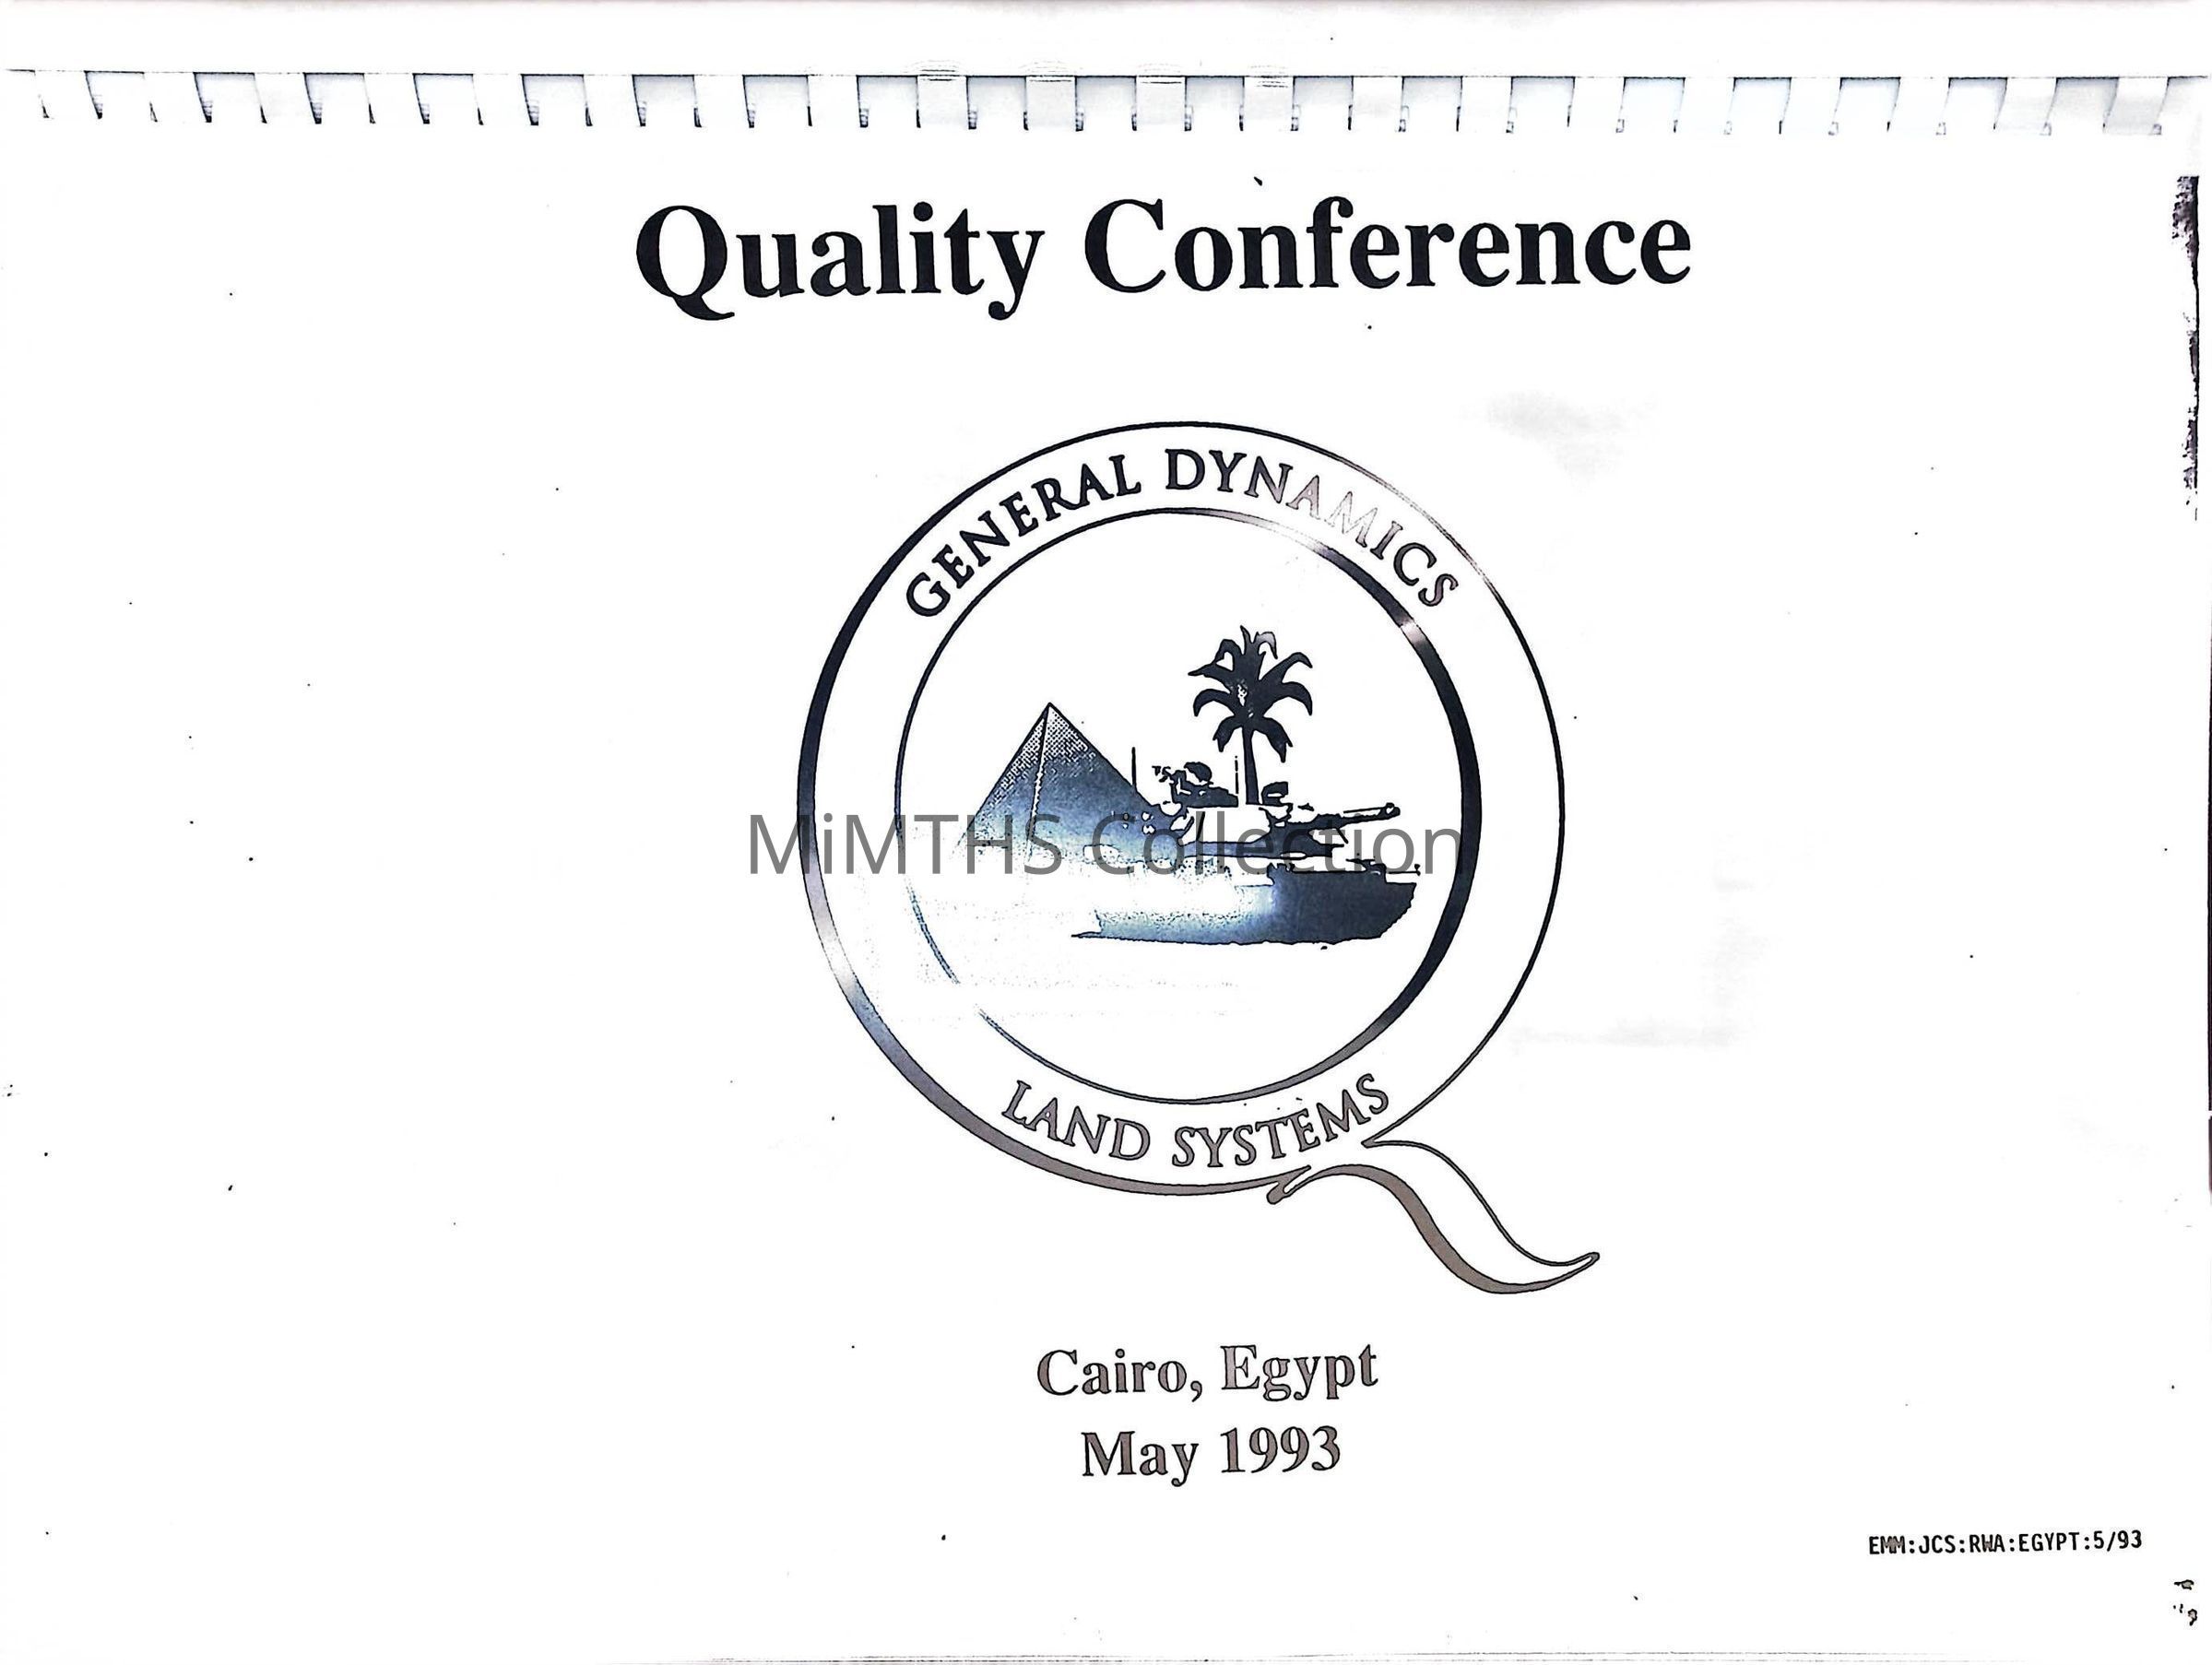 Quality Conference
GENERAL DYNAMICS
MiMTHS Collection
LAND SYSTEMS
Cairo, Egypt
May 1993
EMM:JCS:RWA:EGYPT:5/93